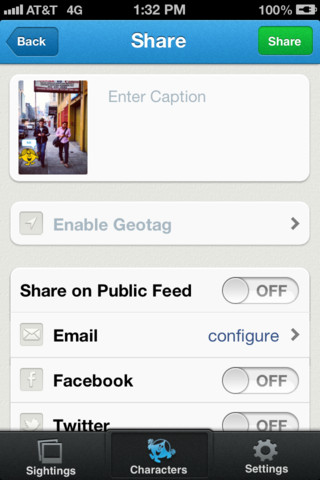 AT&T 4G 1:32 PM 100%
Back Share Share
Enter Caption
Enable Geotag
Share on Public Feed OFF
Email configure
Facebook OFF
Twitter OFF
Sightings Characters Settings